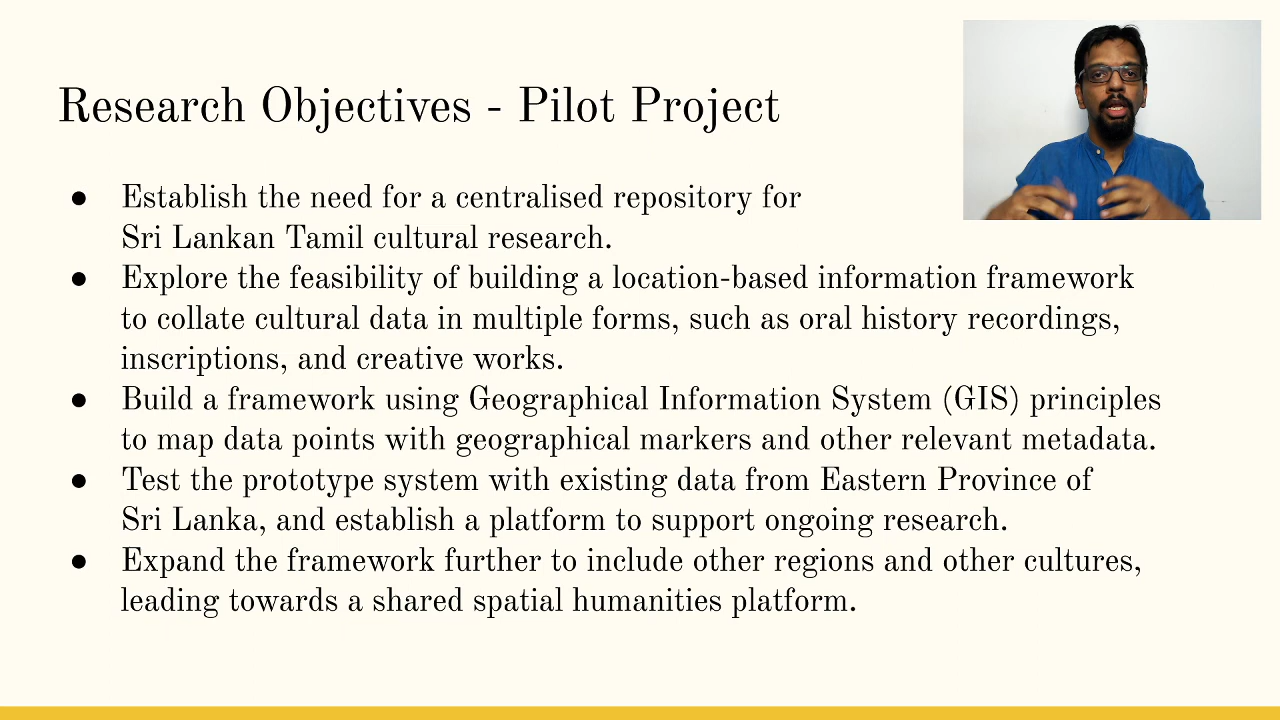 Research Objectives - Pilot Project
● Establish the need for a centralised repository for
Sri Lankan Tamil cultural research.
● Explore the feasibility of building a location-based information framework
to collate cultural data in multiple forms, such as oral history recordings,
inscriptions, and creative works.
● Build a framework using Geographical Information System (GIS) principles
to map data points with geographical markers and other relevant metadata.
● Test the prototype system with existing data from Eastern Province of
Sri Lanka, and establish a platform to support ongoing research.
● Expand the framework further to include other regions and other cultures,
leading towards a shared spatial humanities platform.